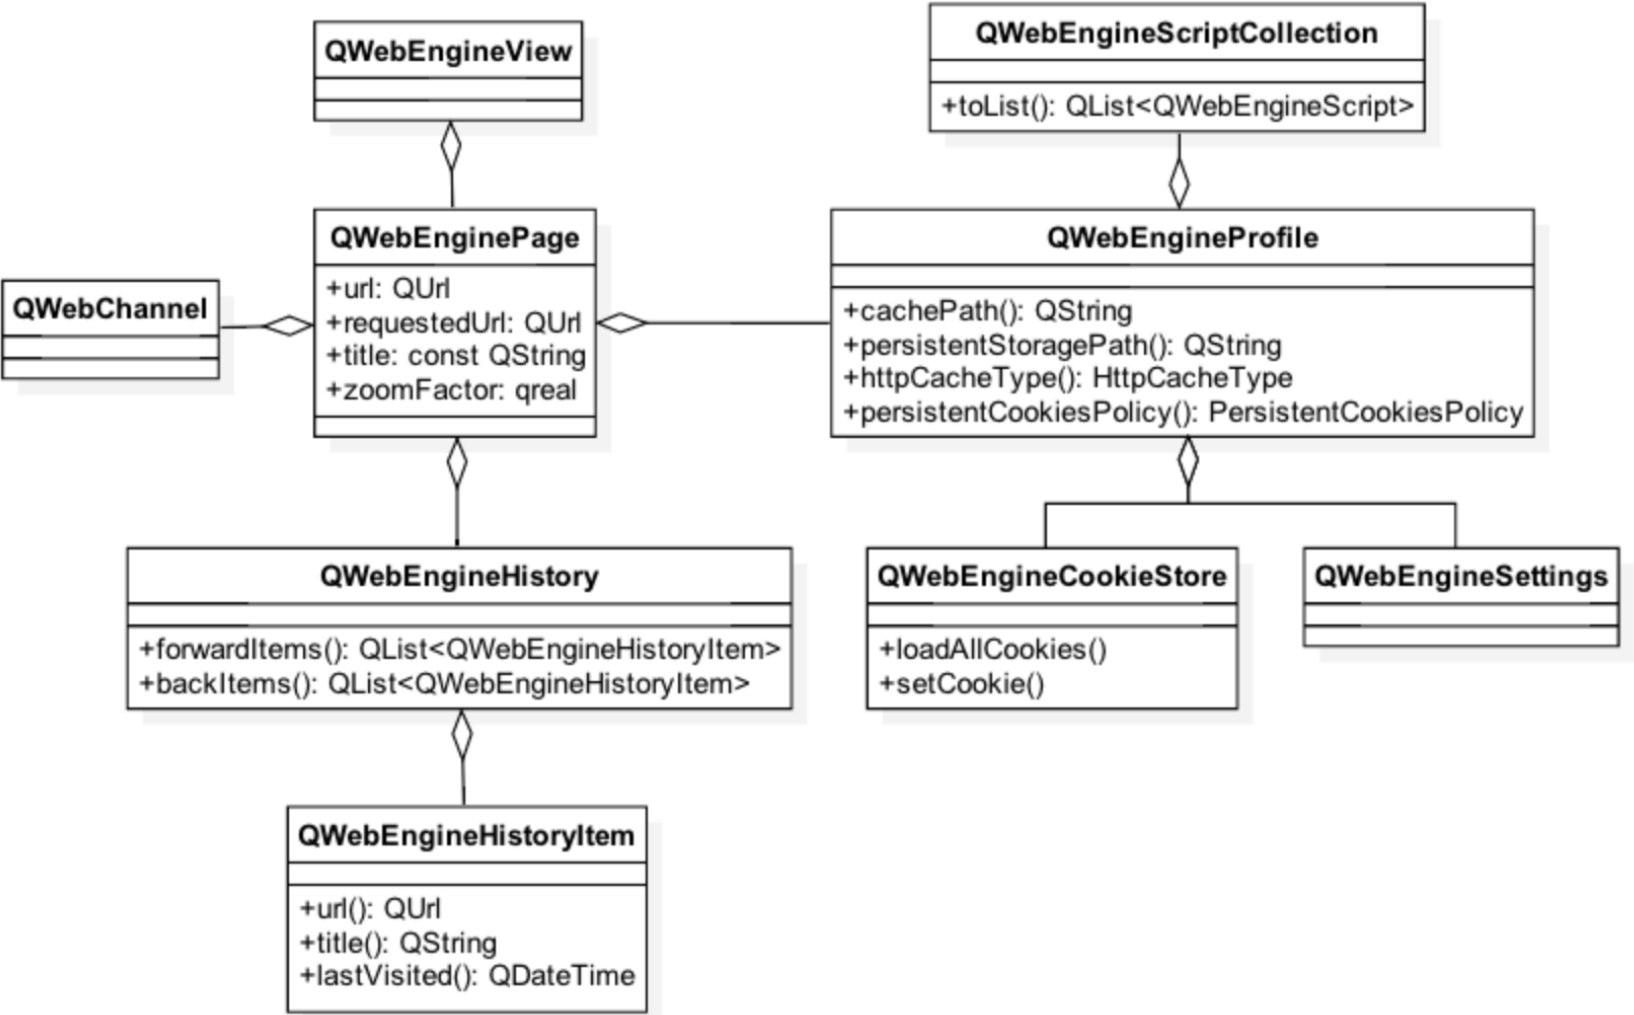 QWebEngineView
QWebEngineScriptCollection
+toList(): QList<QWebEngineScript>
QWebEnginePage
+url: QUrl
+requestedUrl: QUrl
+title: const QString
+zoomFactor: qreal
QWebEngineProfile
+cachePath(): QString
+persistentStoragePath(): QString
+httpCacheType(): HttpCacheType
+persistentCookiesPolicy(): PersistentCookiesPolicy
QWebChannel
QWebEngineHistory
+forwardItems(): QList<QWebEngineHistoryItem>
+backItems(): QList<QWebEngineHistoryItem>
QWebEngineCookieStore
+loadAllCookies()
+setCookie()
QWebEngineSettings
QWebEngineHistoryItem
+url(): QUrl
+title(): QString
+lastVisited(): QDateTime